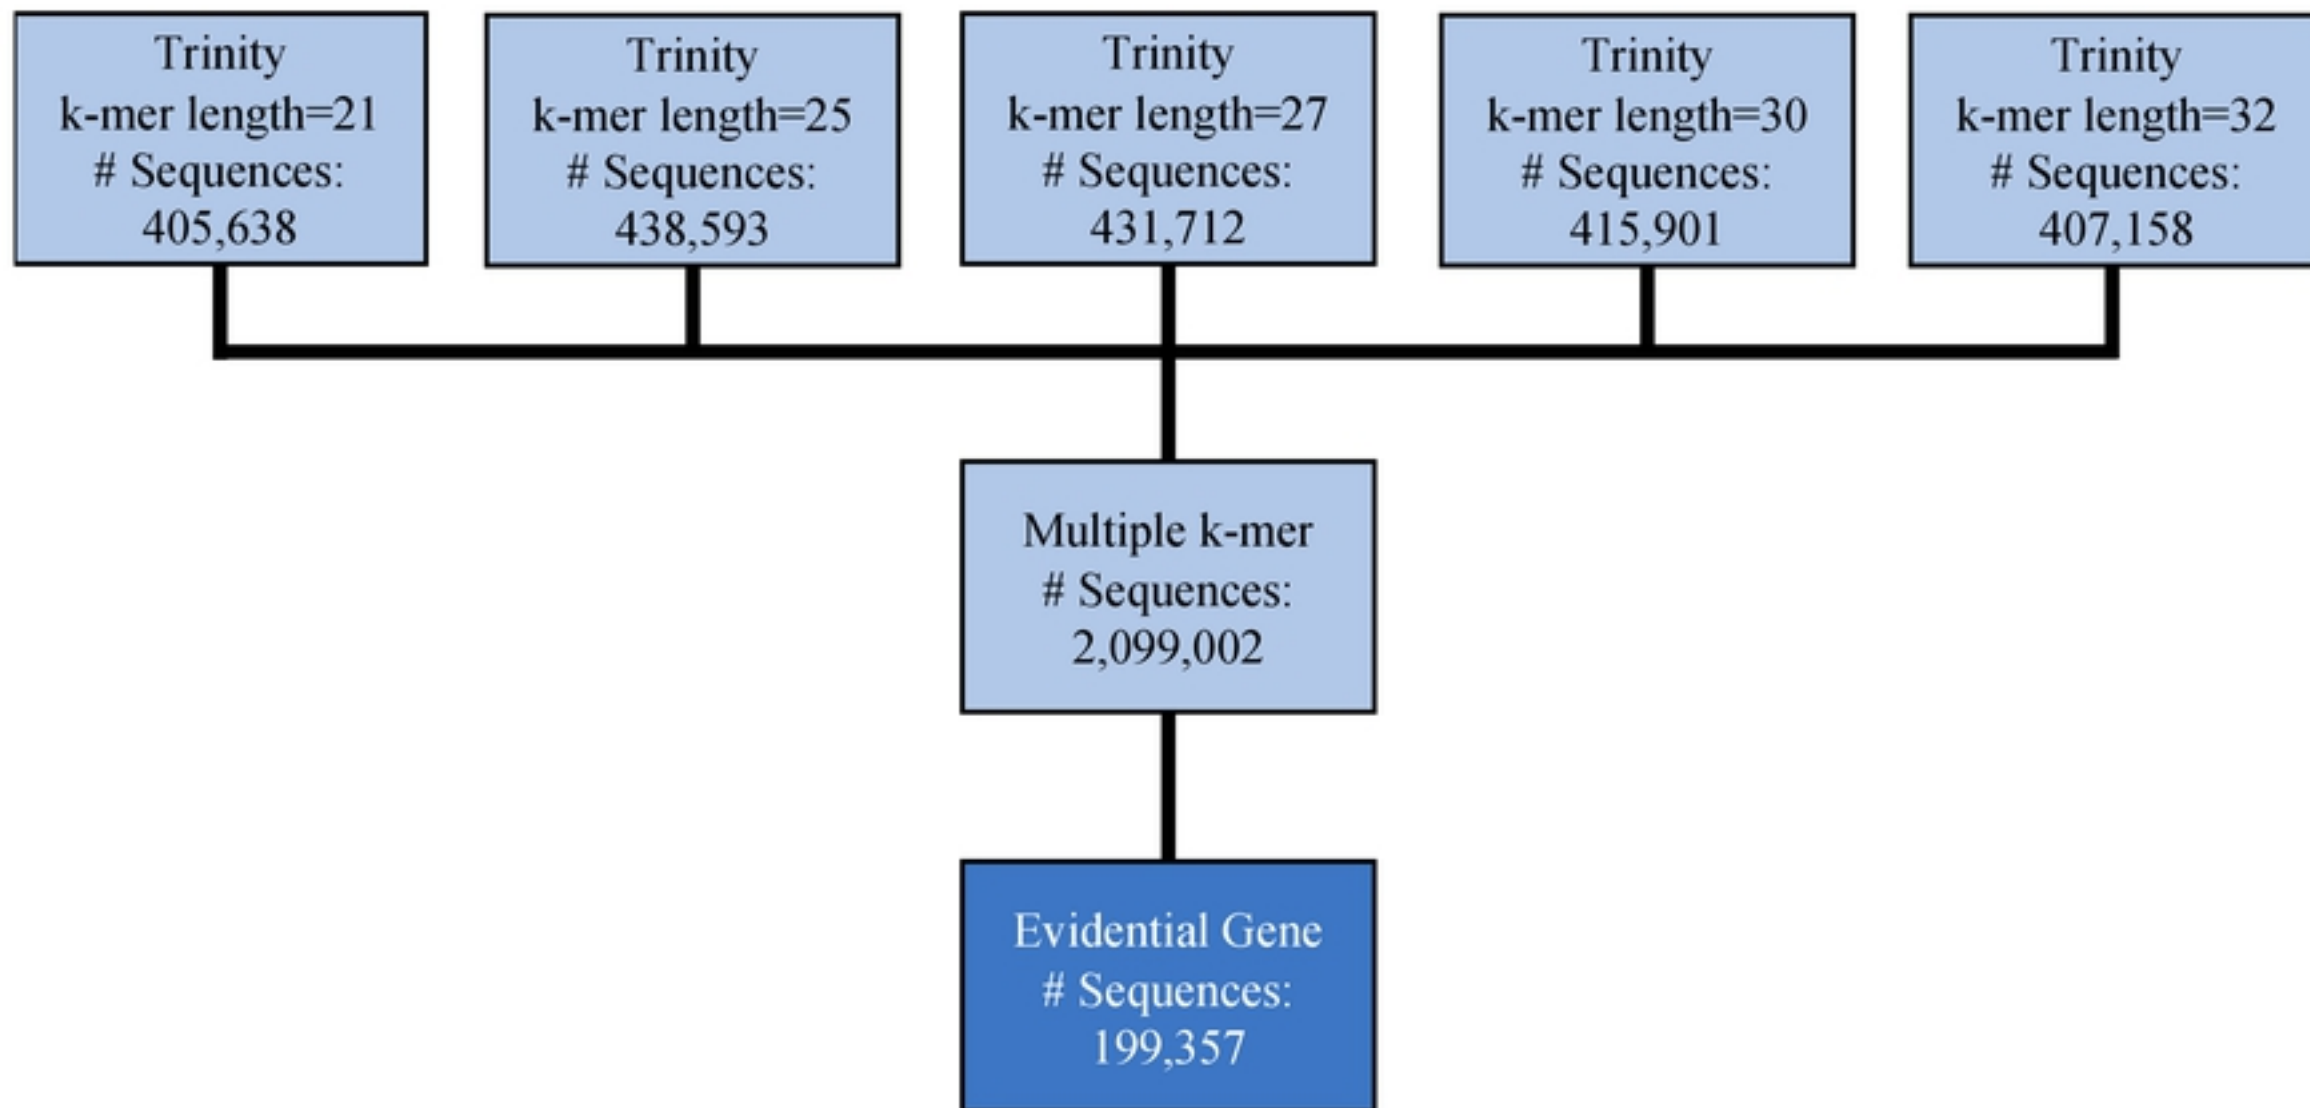 Trinity
k-mer length=21
# Sequences:
405,638
Trinity
k-mer length=25
# Sequences:
438,593
Trinity
k-mer length=27
# Sequences:
431,712
Trinity
k-mer length=30
# Sequences:
415,901
Trinity
k-mer length=32
# Sequences:
407,158
Multiple k-mer
# Sequences:
2,099,002
Evidential Gene
# Sequences:
199,357